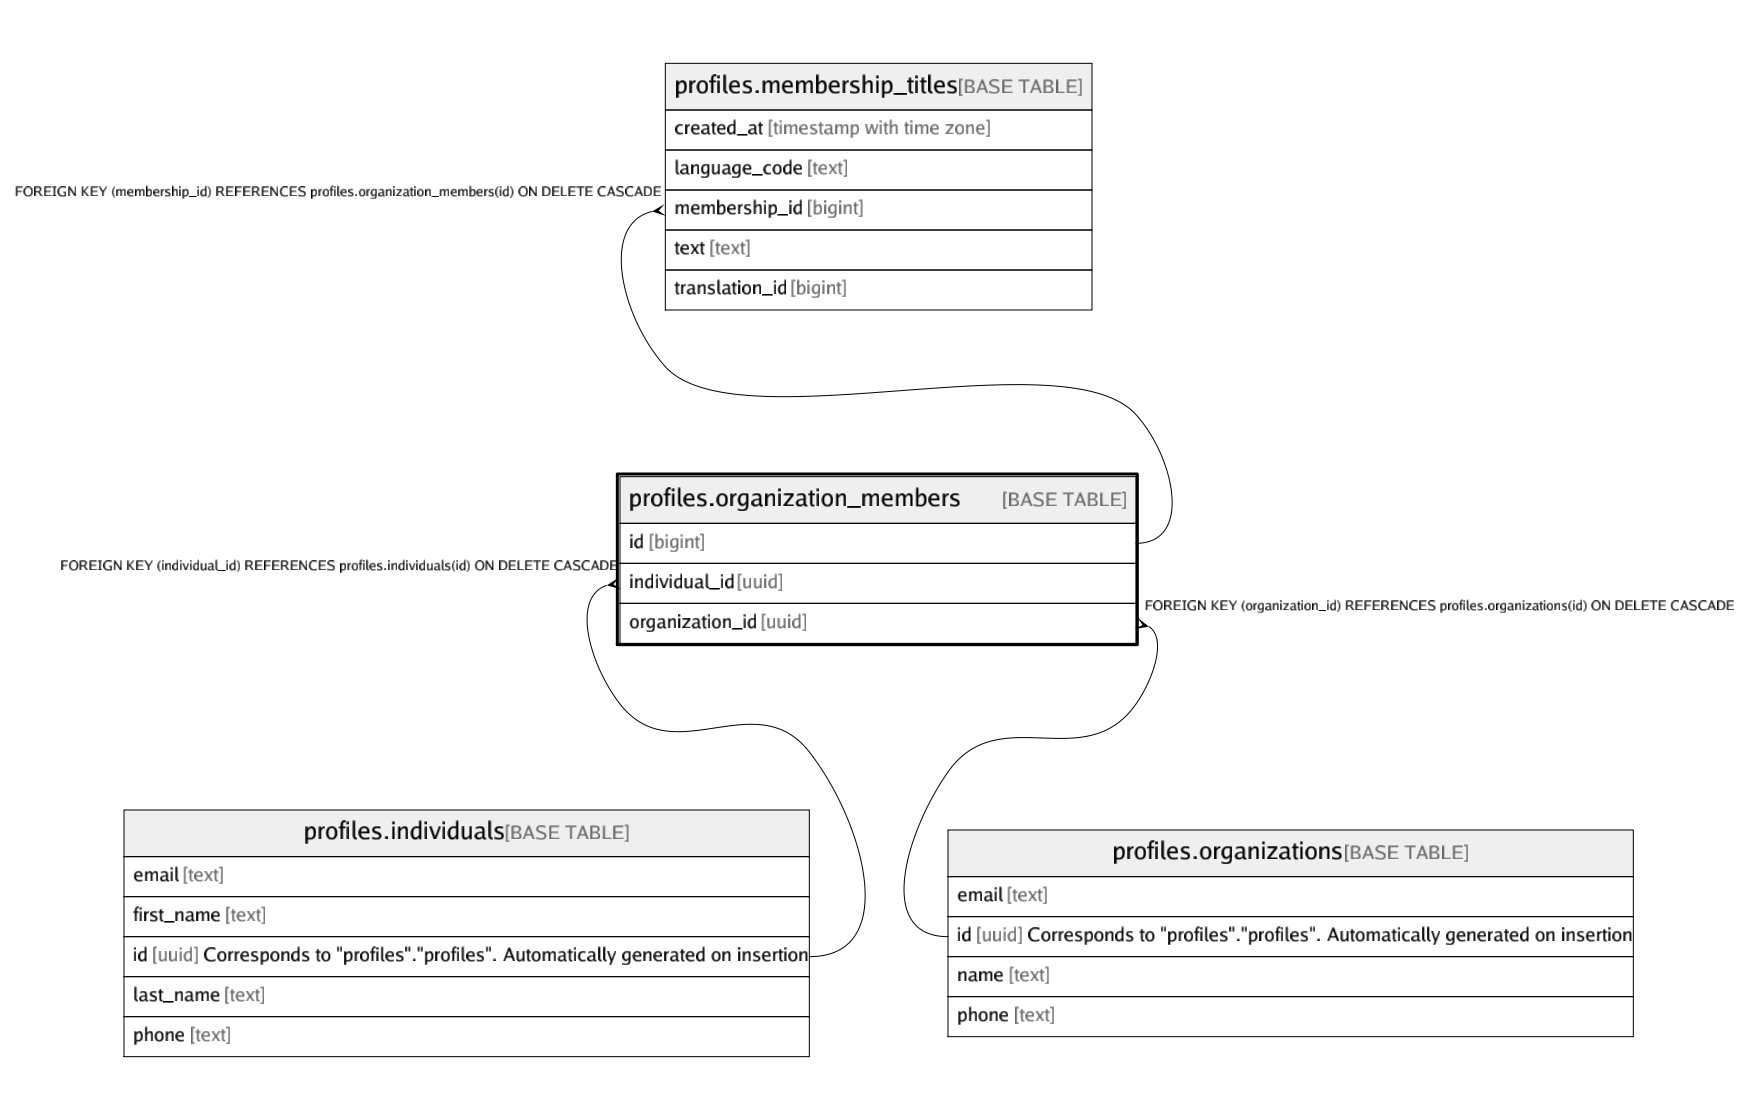 profiles.membership_titles[BASE TABLE]
created_at [timestamp with time zone]
language_code [text]
FOREIGN KEY (membership_id) REFERENCES profiles.organization_members(id) ON DELETE CASCADE
membership_id [bigint]
text [text]
translation_id [bigint]
profiles.organization_members [BASE TABLE]
id [bigint]
FOREIGN KEY (individual_id) REFERENCES profiles.individuals(id) ON DELETE CASCADE
individual_id [uuid]
FOREIGN KEY (organization_id) REFERENCES profiles.organizations(id) ON DELETE CASCADE
organization_id [uuid]
profiles.individuals[BASE TABLE]
email [text]
first_name [text]
id [uuid] Corresponds to "profiles"."profiles". Automatically generated on insertion
last_name [text]
phone [text]
profiles.organizations[BASE TABLE]
email [text]
id [uuid] Corresponds to "profiles"."profiles". Automatically generated on insertion
name [text]
phone [text]